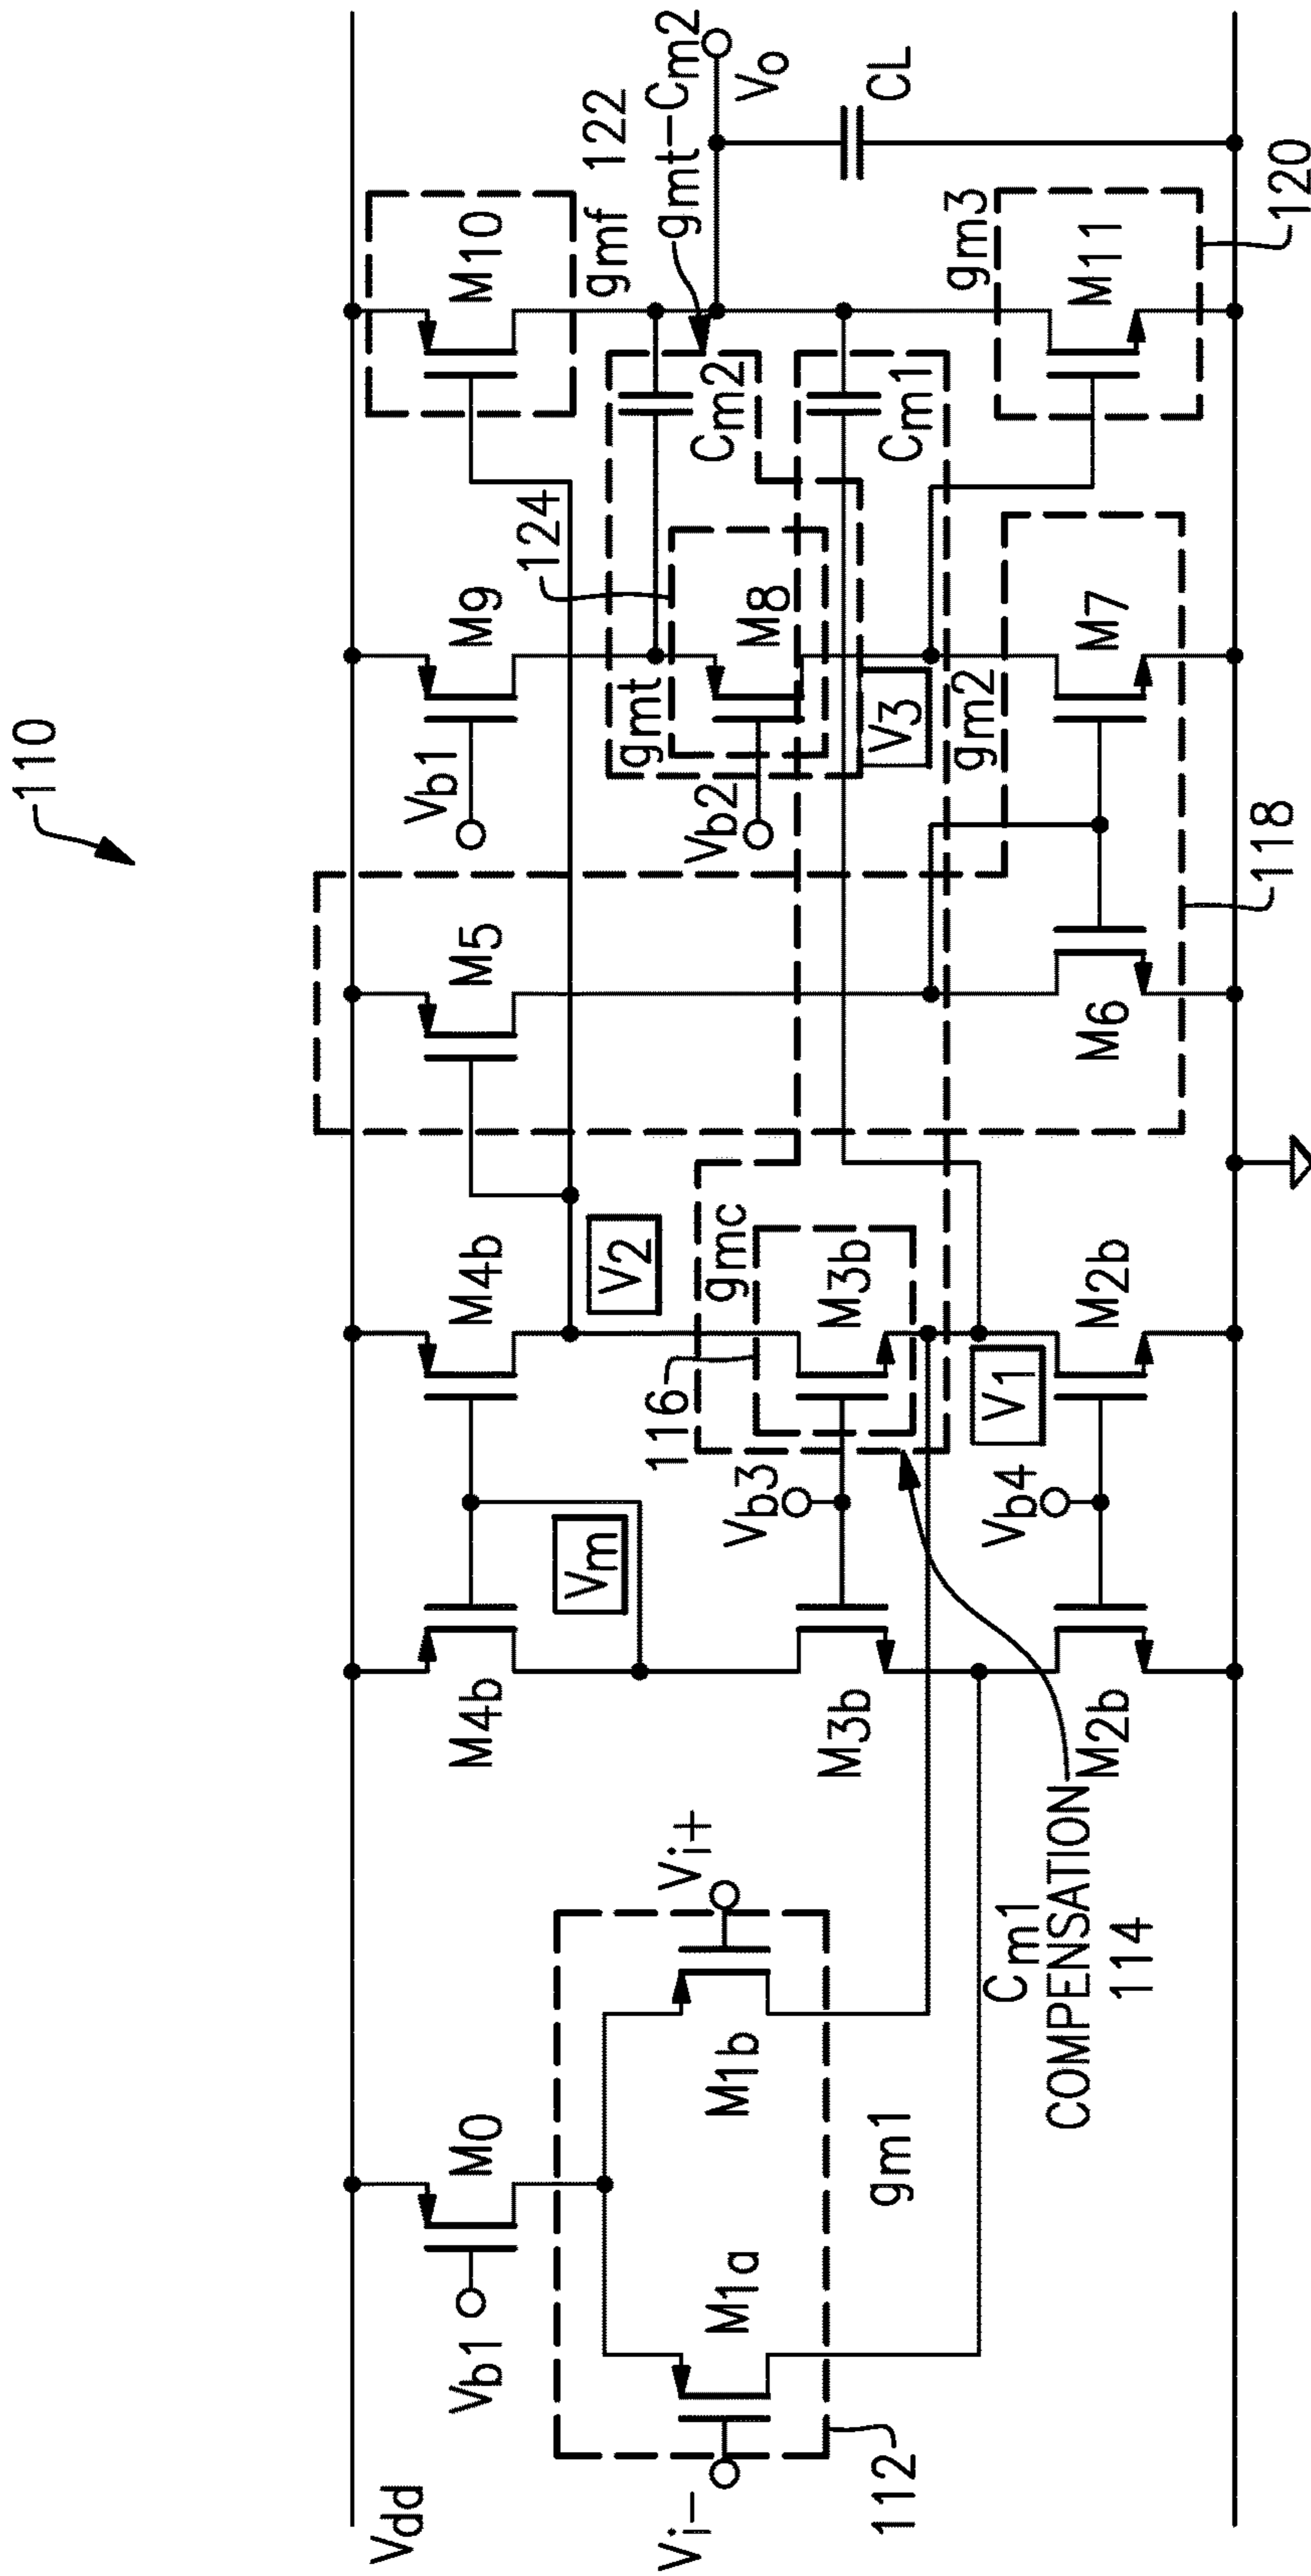 110
Vdd
Vb1
M0
M4b
M4b
M5
Vb1
M9
M10
gmf
122
gmt-Cm2
Vo
CL
Vm
V2
124
gmt
Cm2
Vi-
M1a
M1b
Vi+
112
gm1
116
gmc
M3b
M3b
Vb3
Vb2
M8
V3
Cm1
gm3
M11
120
gm2
V1
Vb4
M2b
M2b
M6
M7
118
Cm1
COMPENSATION
114